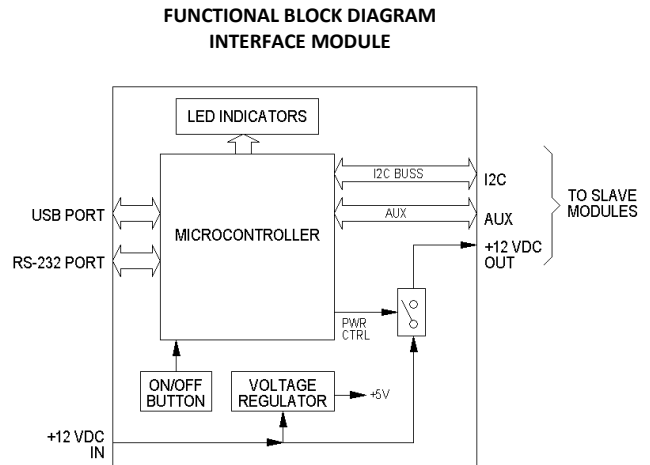 FUNCTIONAL BLOCK DIAGRAM
INTERFACE MODULE
LED INDICATORS
I2C BUSS
I2C
USB PORT
MICROCONTROLLER
AUX
AUX
TO SLAVE
MODULES
+12 VDC
OUT
RS-232 PORT
PWR
CTRL
ON/OFF
BUTTON
VOLTAGE
REGULATOR
+5V
+12 VDC
IN